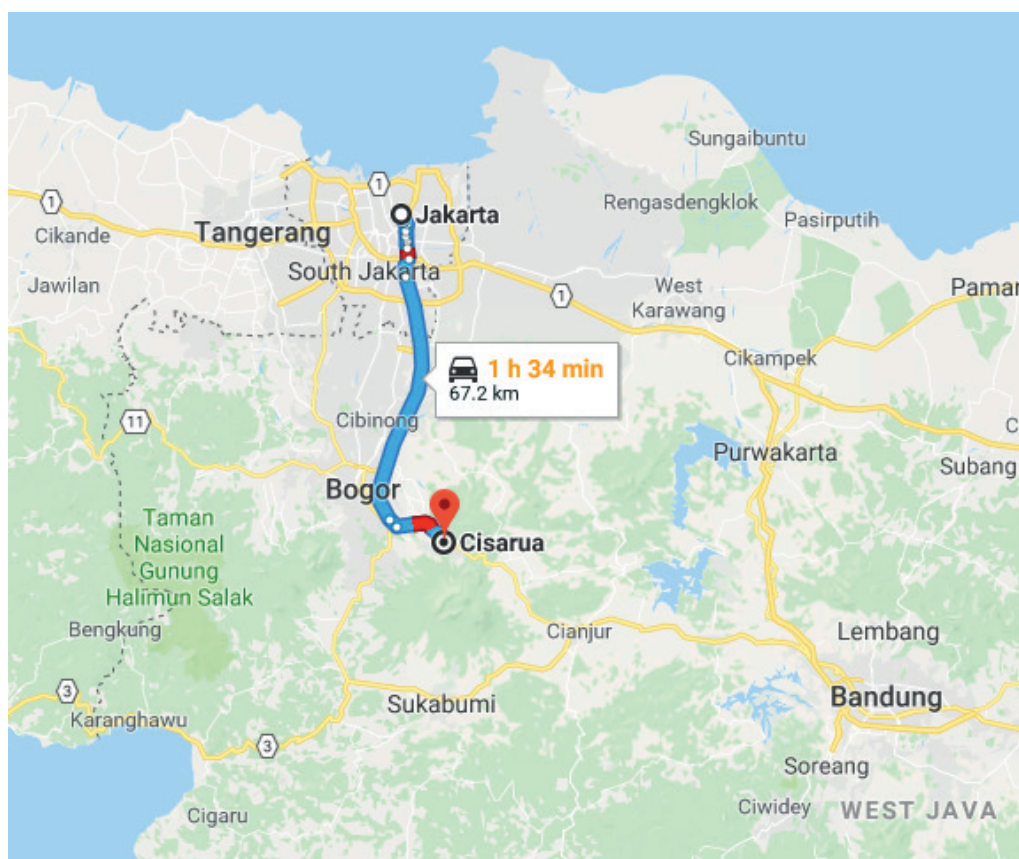 Sungaibuntu
1
Jakarta
1
Cikande
Tangerang
Rengasdengklok
Pasirputih
South Jakarta
Jawilan
1
West
Karawang
Cikampek
1 h 34 min
67.2 km
11
Cibinong
Purwakarta
Bogor
Taman
Nasional
Gunung
Halimun Salak
Cisarua
Bengkung
Cianjur
Lembang
3
Karanghawu
Sukabumi
Bandung
3
Soreang
Cigaru
Ciwidey
WEST JAVA
Subang